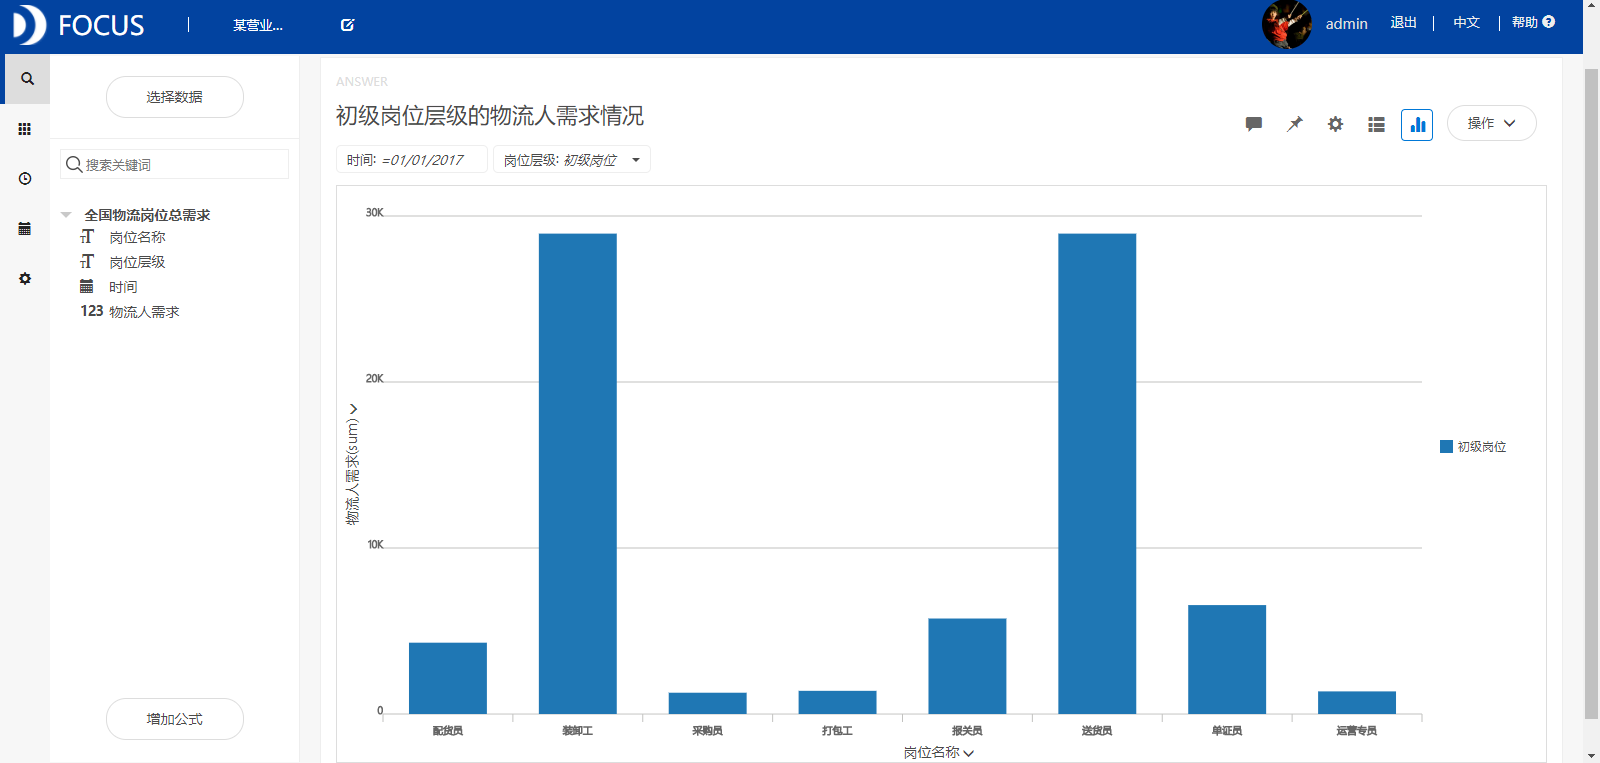 FOCUS
某营业...
admin
退出
中文
帮助
选择数据
搜索关键词
全国物流岗位总需求
岗位名称
岗位层级
时间
123 物流人需求
增加公式
ANSWER
初级岗位层级的物流人需求情况
操作
时间: =01/01/2017
岗位层级: 初级岗位
30K
20K
10K
0
物流人需求(sum)
初级岗位
配货员
装卸工
采购员
打包工
报关员
送货员
单证员
运营专员
岗位名称